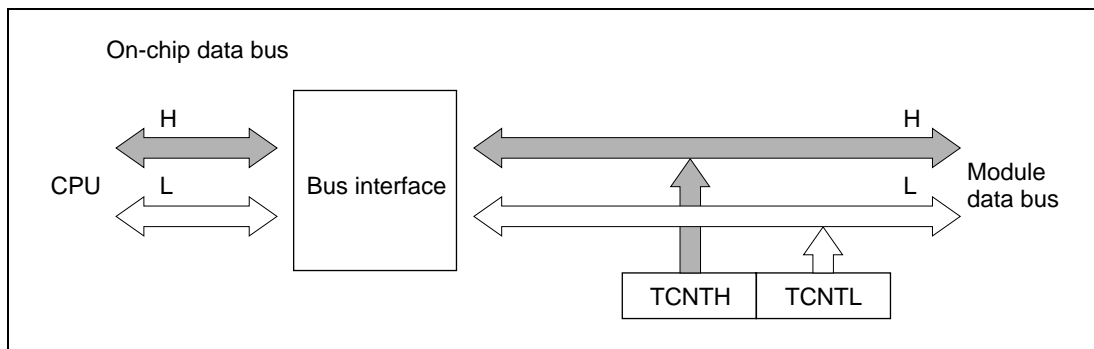 On-chip data bus
H
H
CPU
L
Bus interface
L
Module
data bus
TCNTH
TCNTL